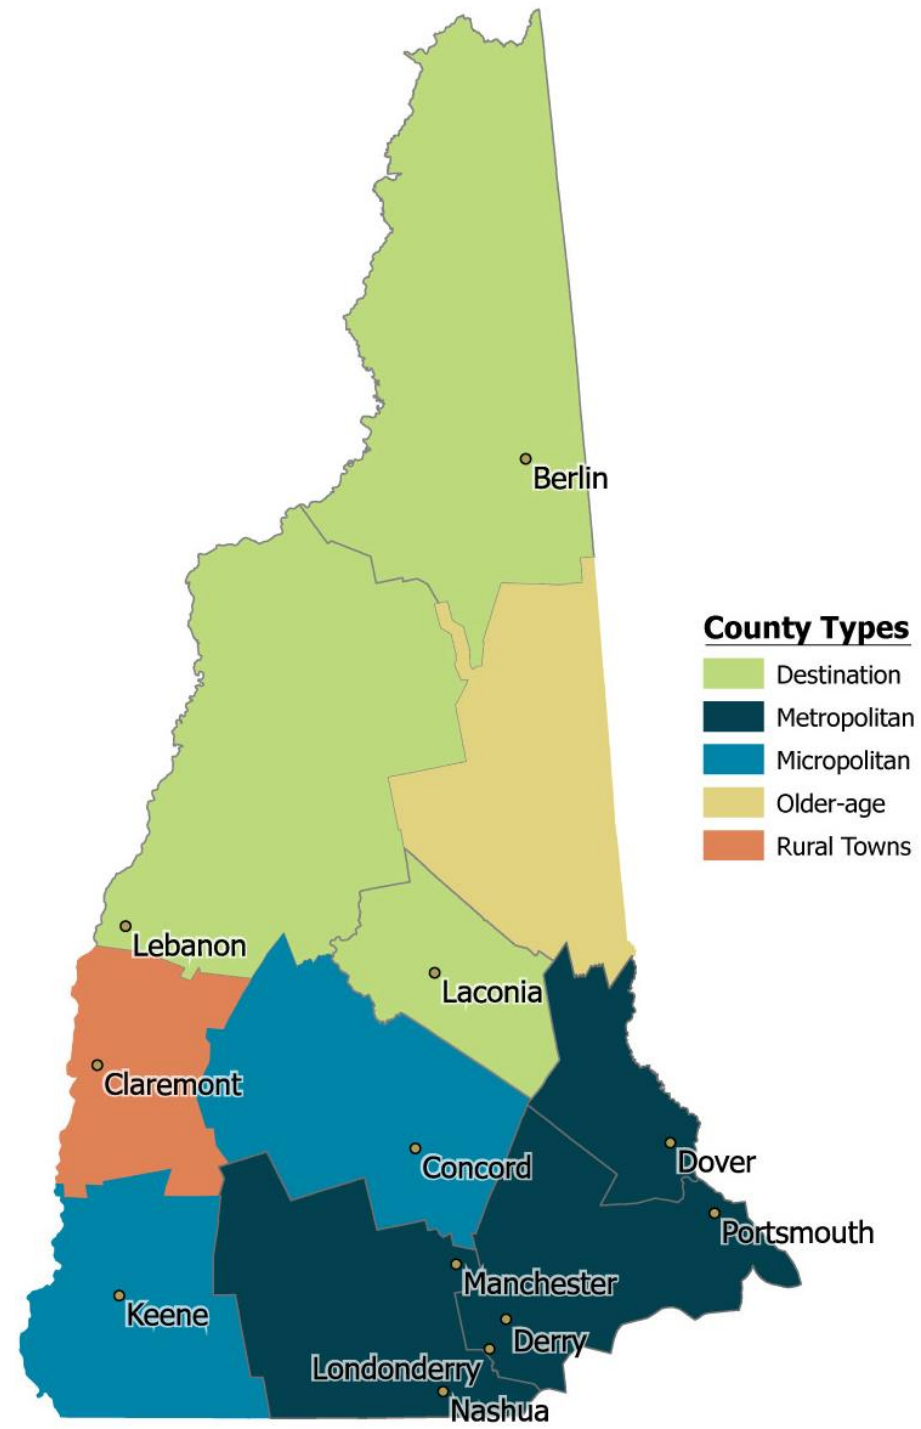 Berlin
County Types
Destination
Metropolitan
Micropolitan
Older-age
Rural Towns
Lebanon
Laconia
Claremont
Concord
Dover
Portsmouth
Manchester
Keene
Derry
Londonderry
Nashua